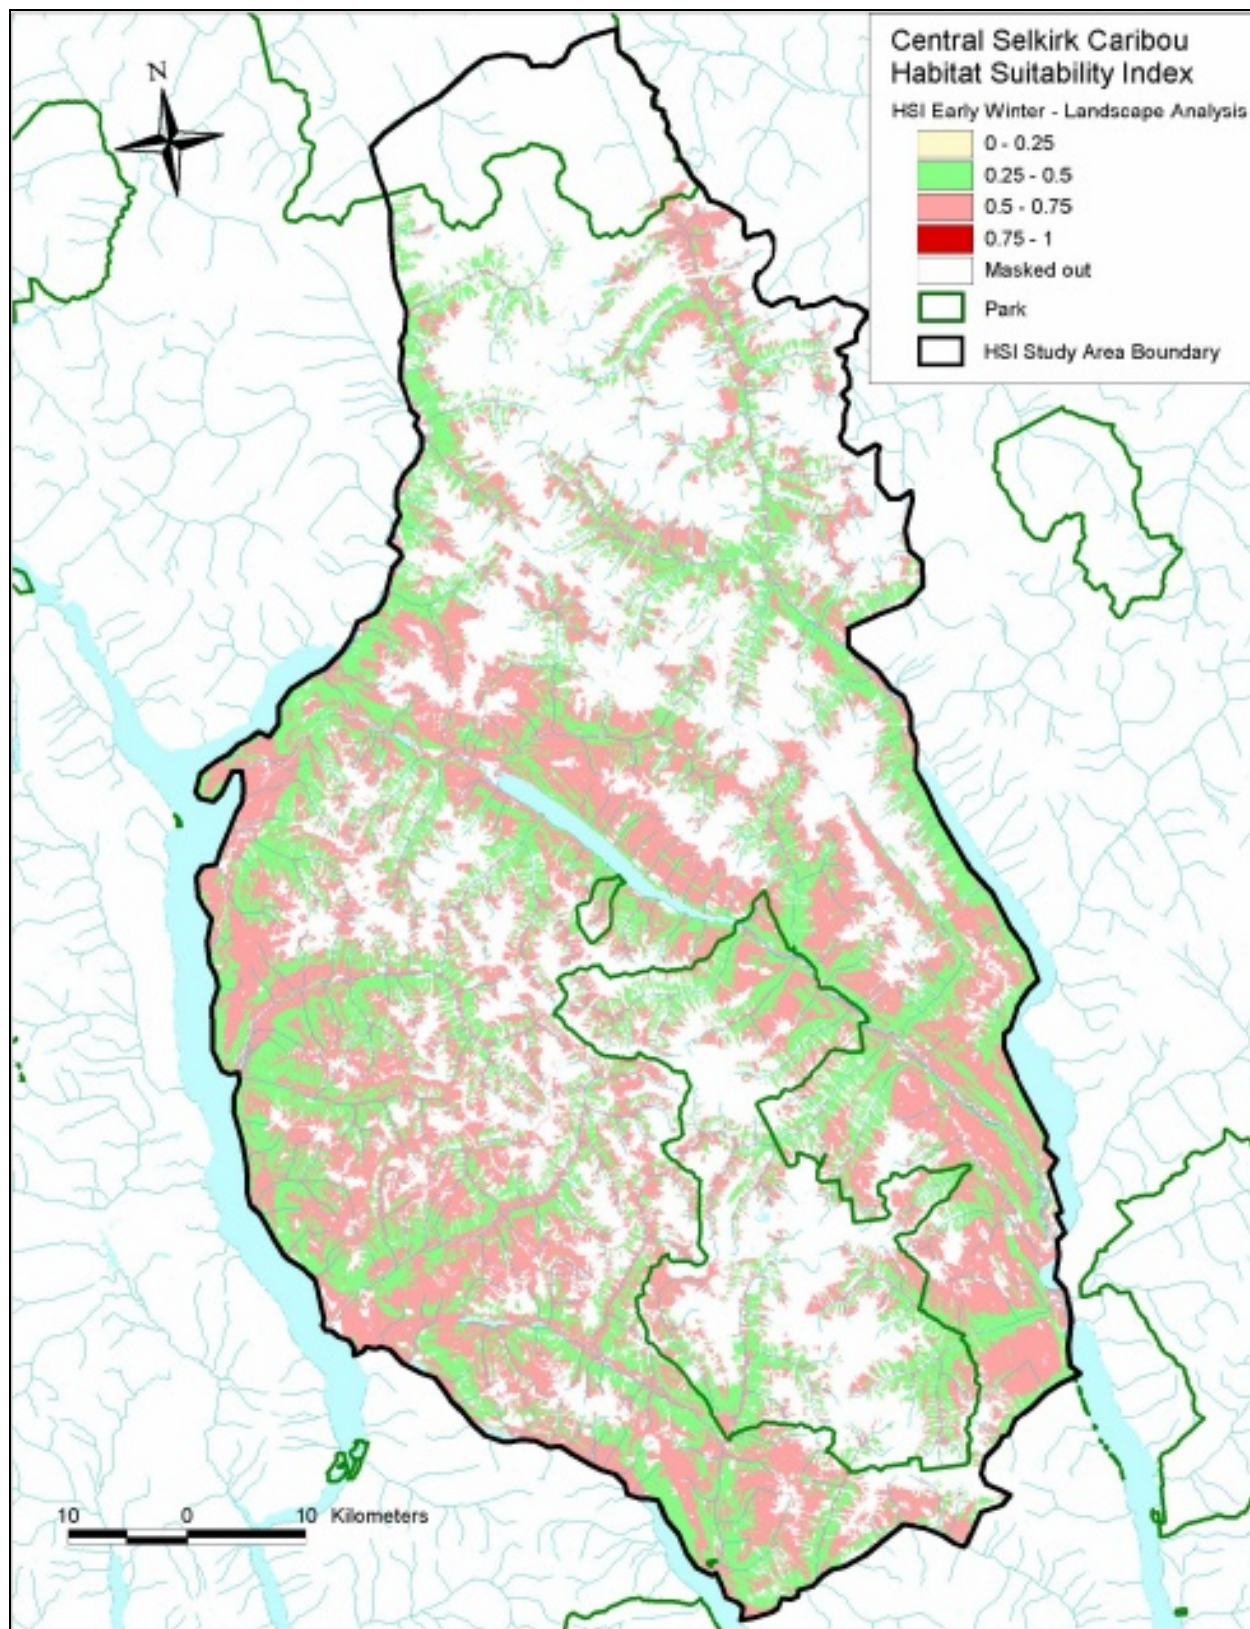 Central Selkirk Caribou
Habitat Suitability Index
HSI Early Winter - Landscape Analysis
0 - 0.25
0.25 - 0.5
0.5 - 0.75
0.75 - 1
Masked out
Park
HSI Study Area Boundary
N
10 0 10 Kilometers